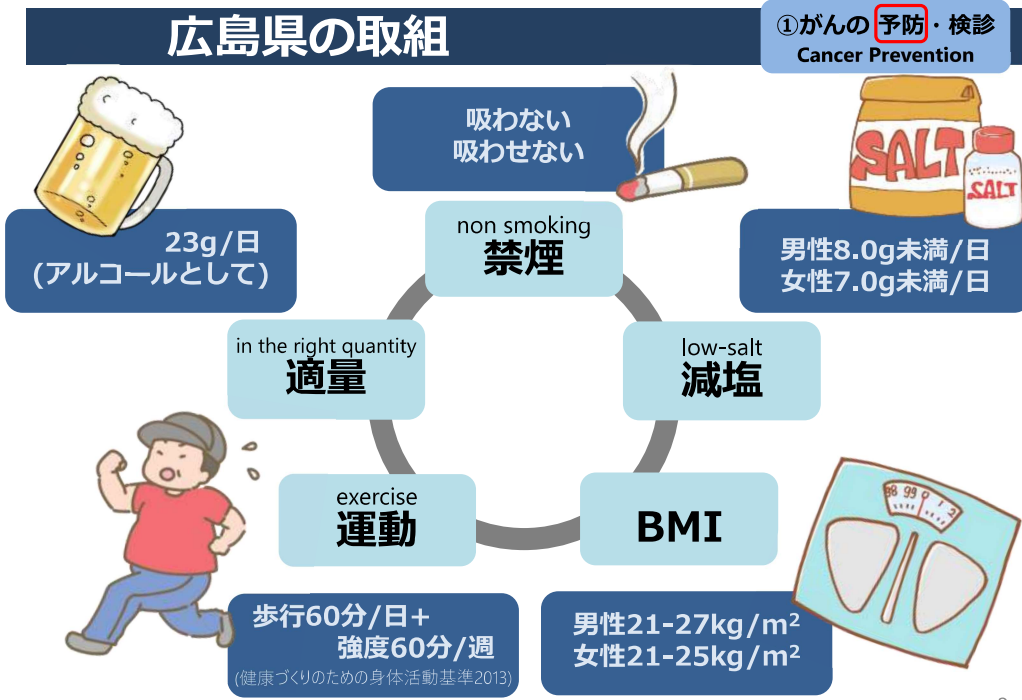 広島県の取組
①がんの予防・検診
Cancer Prevention
吸わない
吸わせない
SALT
SALT
23g/日
(アルコールとして)
non smoking
禁煙
男性8.0g未満/日
女性7.0g未満/日
in the right quantity
適量
low-salt
減塩
exercise
運動
BMI
98 99 0 1 2
歩行60分/日+
強度60分/週
(健康づくりのための身体活動基準2013)
男性21-27kg/m²
女性21-25kg/m²